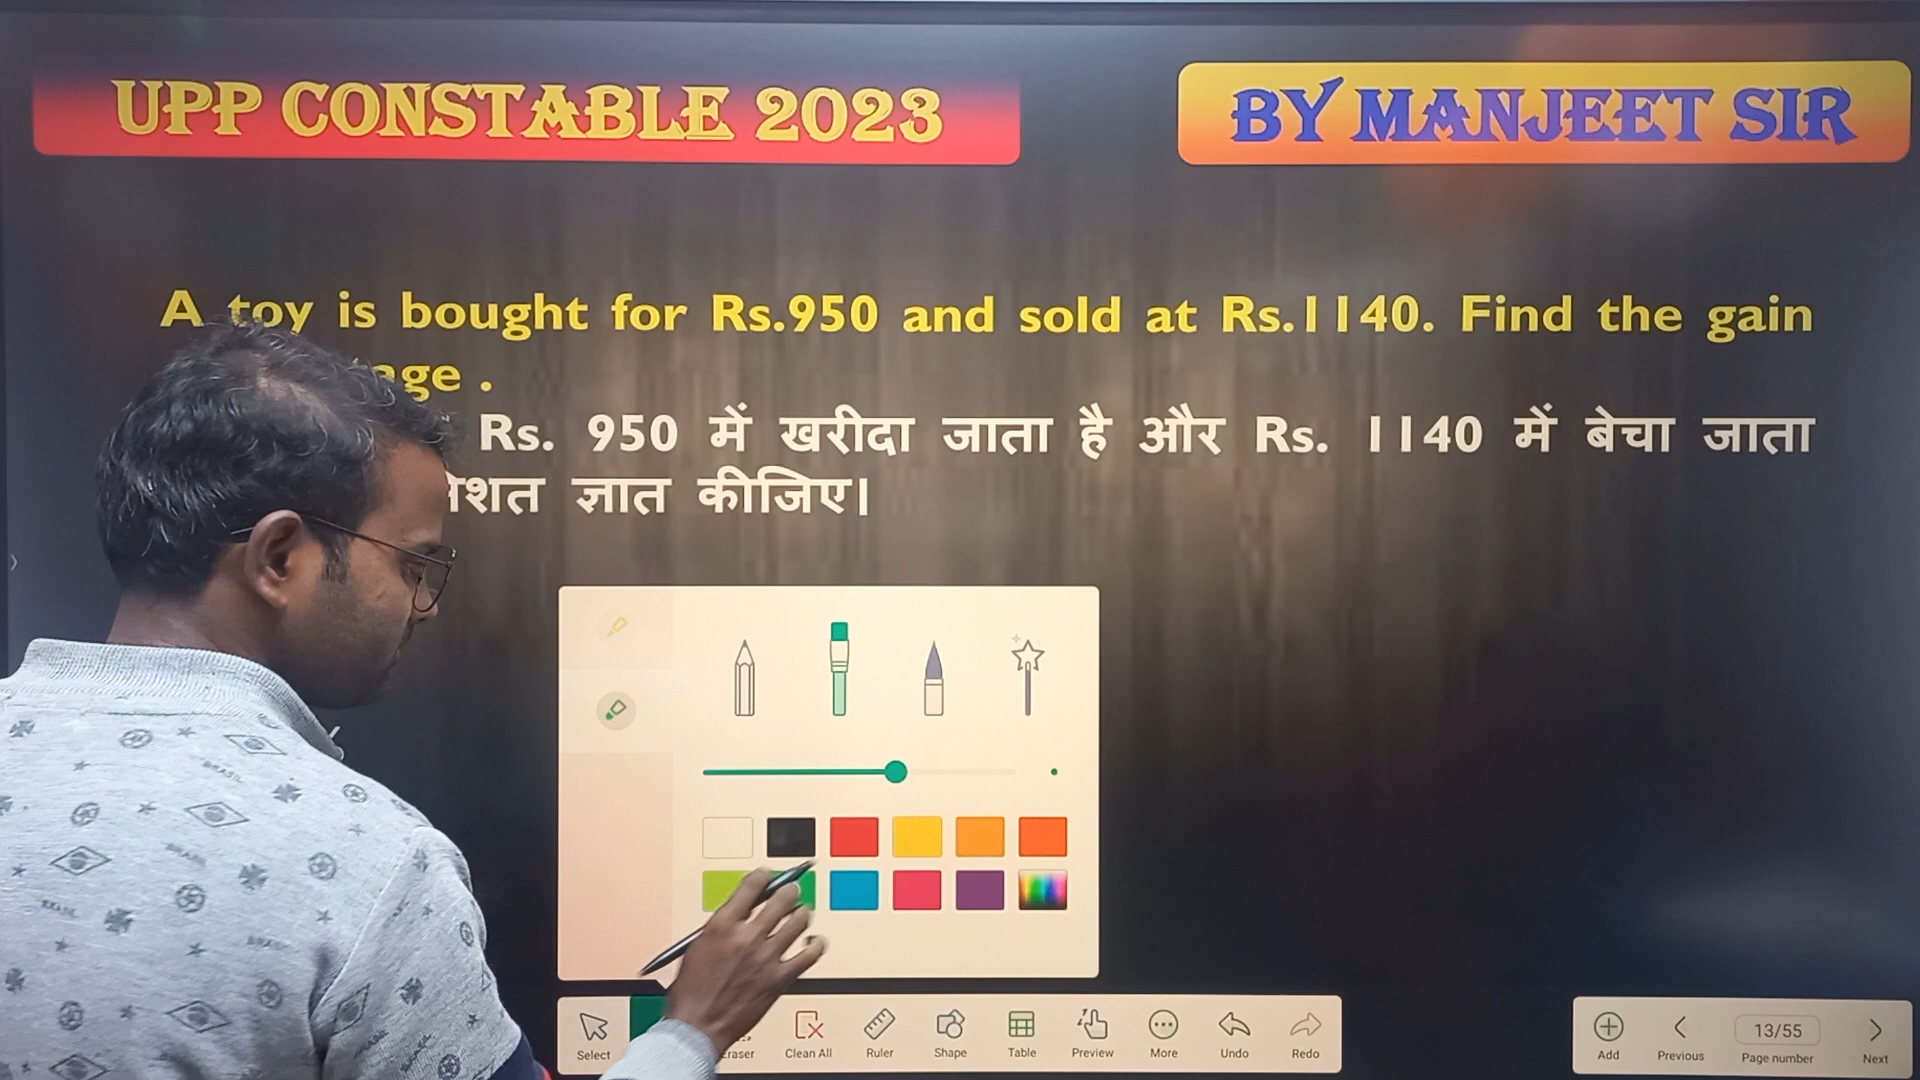 UPP CONSTABLE 2023
BY MANJEET SIR
A toy is bought for Rs.950 and sold at Rs.1140. Find the gain
Rs. 950 में खरीदा जाता है और Rs. 1140 में बेचा जाता
ज्ञात कीजिए।
Select
Clean All
Ruler
Shape
Table
Preview
More
Undo
Redo
Add
Previous
13/55
Page number
Next
BRASIL